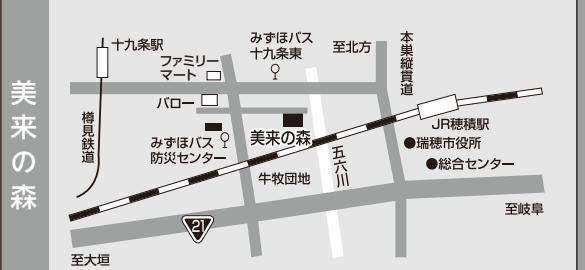 美来の森
十九条駅
みずほバス
十九条東
至北方
本巣縦貫道
ファミリー
マート
バロー
樽見鉄道
みずほバス
防災センター
美来の森
JR穂積駅
瑞穂市役所
総合センター
五六川
牛牧団地
21
至岐阜
至大垣